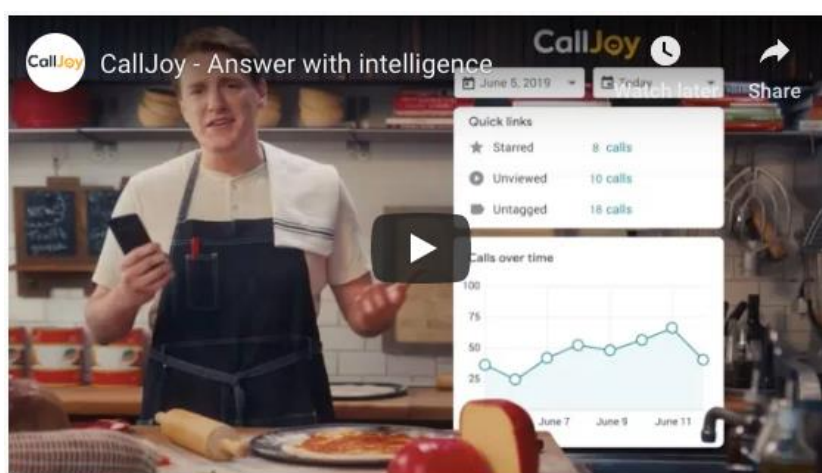 CallJoy
CallJoy - Answer with intelligence
CallJoy
Watch later
Share
June 5, 2019
Today
Quick links
Starred 8 calls
Unviewed 10 calls
Untagged 18 calls
Calls over time
100
75
50
25
June 7 June 9 June 11